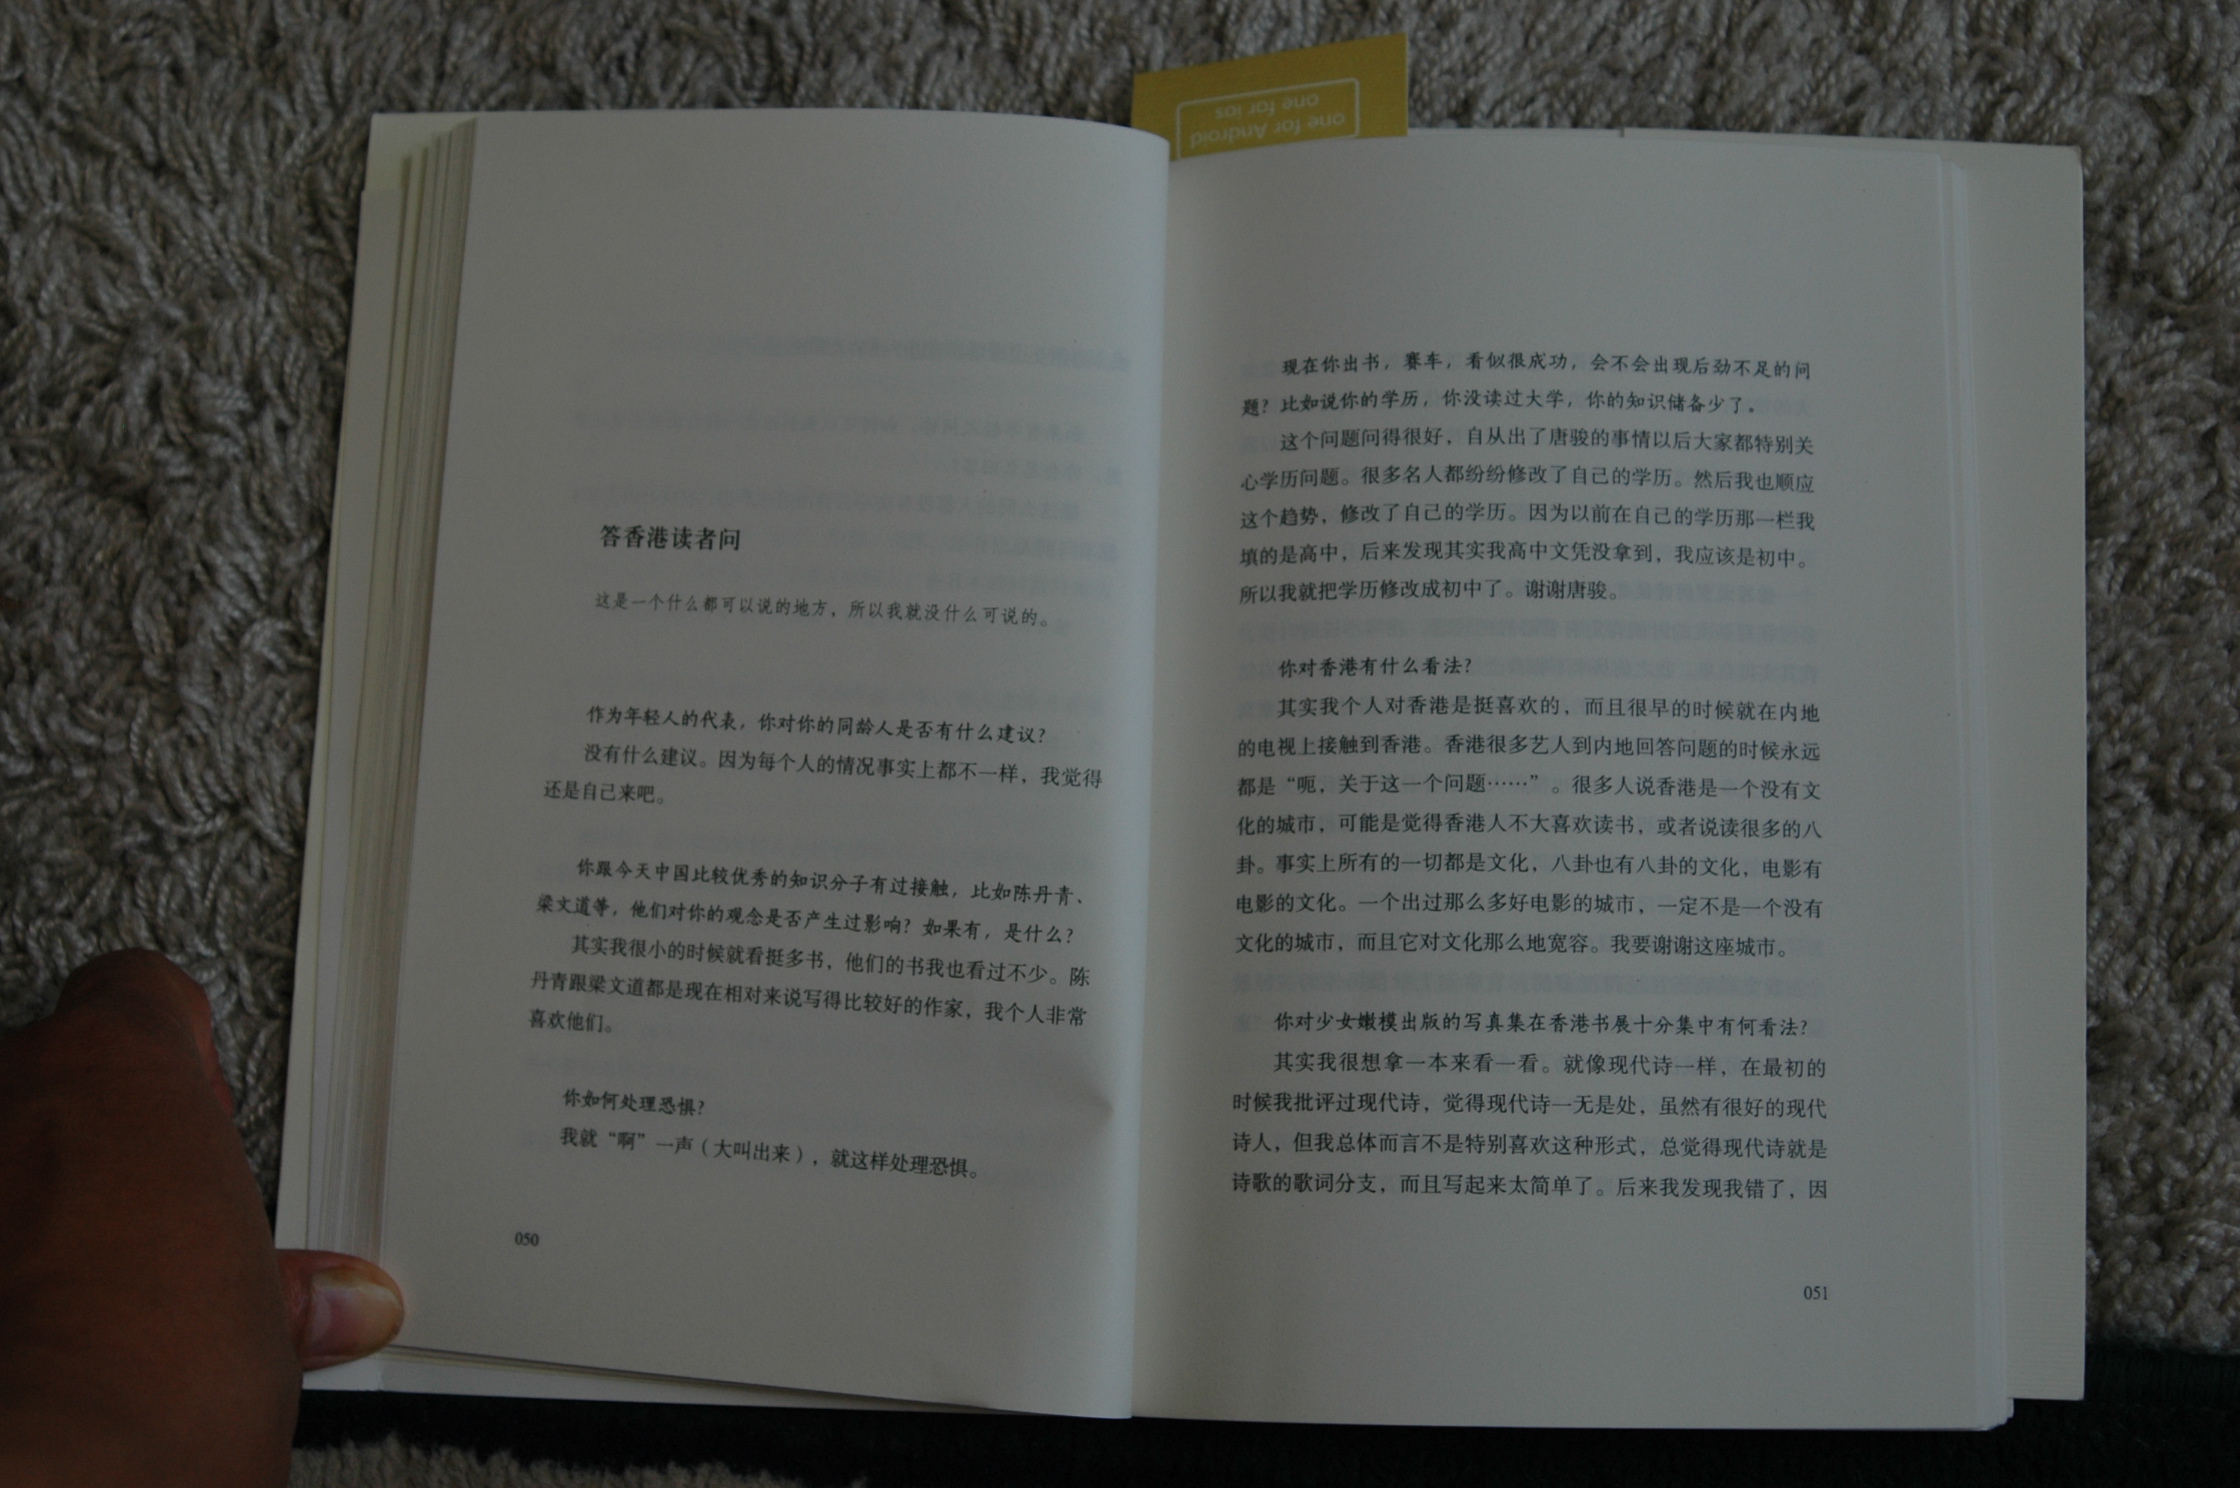 one for Android
one for ios
答香港读者问
这是一个什么都可以说的地方，所以我就没什么可说的。
作为年轻人的代表，你对你的同龄人是否有什么建议？
没有什么建议。因为每个人的情况事实上都不一样，我觉得
还是自己来吧。
你跟今天中国比较优秀的知识分子有过接触，比如陈丹青、
梁文道等，他们对你的观念是否产生过影响？如果有，是什么？
其实我很小的时候就看挺多书，他们的书我也看过不少。陈
丹青跟梁文道都是现在相对来说写得比较好的作家，我个人非常
喜欢他们。
你如何处理恐惧？
我就“啊”一声（大叫出来），就这样处理恐惧。
050
现在你出书，赛车，看似很成功，会不会出现后劲不足的问
题？比如说你的学历，你没读过大学，你的知识储备少了。
这个问题问得很好，自从出了唐骏的事情以后大家都特别关
心学历问题。很多名人都纷纷修改了自己的学历。然后我也顺应
这个趋势，修改了自己的学历。因为以前在自己的学历那一栏我
填的是高中，后来发现其实我高中文凭没拿到，我应该是初中。
所以我就把学历修改成初中了。谢谢唐骏。
你对香港有什么看法？
其实我个人对香港是挺喜欢的，而且很早的时候就在内地
的电视上接触到香港。香港很多艺人到内地回答问题的时候永远
都是“呃，关于这一个问题……”。很多人说香港是一个没有文
化的城市，可能是觉得香港人不大喜欢读书，或者说读很多的八
卦。事实上所有的一切都是文化，八卦也有八卦的文化，电影有
电影的文化。一个出过那么多好电影的城市，一定不是一个没有
文化的城市，而且它对文化那么地宽容。我要谢谢这座城市。
你对少女嫩模出版的写真集在香港书展十分集中有何看法？
其实我很想拿一本来看一看。就像现代诗一样，在最初的
时候我批评过现代诗，觉得现代诗一无是处，虽然有很好的现代
诗人，但我总体而言不是特别喜欢这种形式，总觉得现代诗就是
诗歌的歌词分支，而且写起来太简单了。后来我发现我错了，因
051